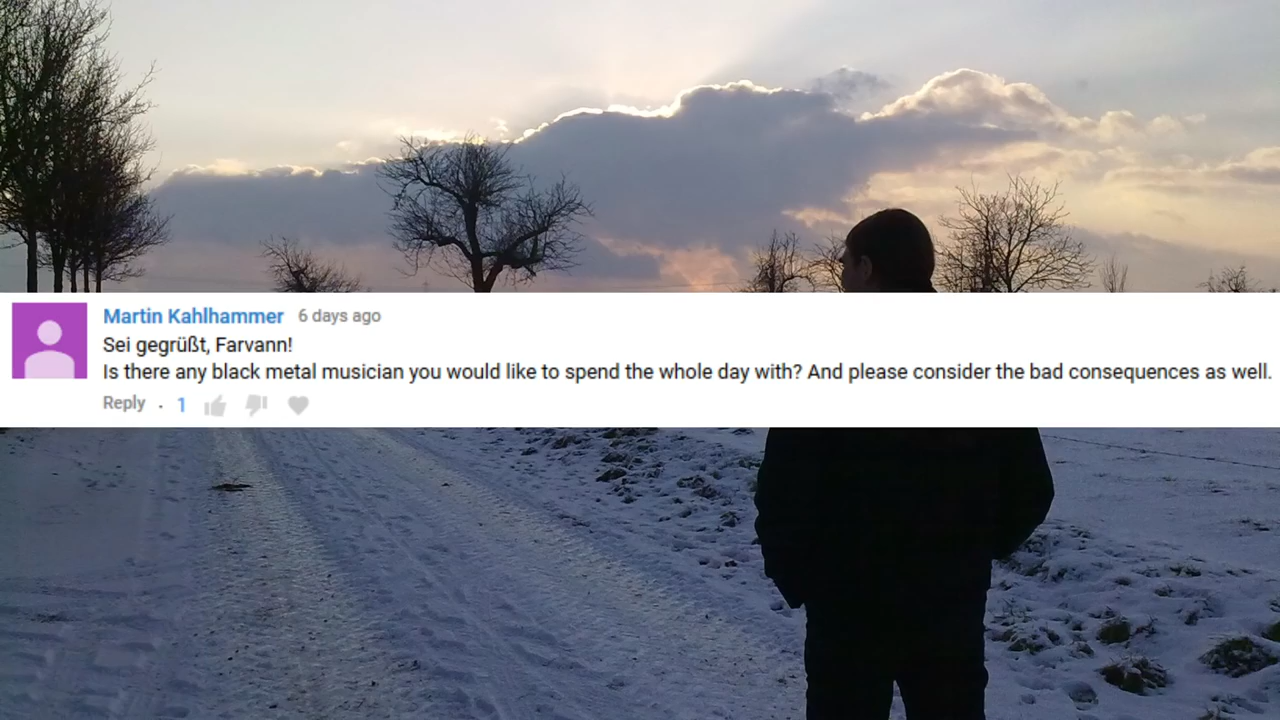 Martin Kahlhammer 6 days ago
Sei gegrüßt, Farvann!
Is there any black metal musician you would like to spend the whole day with? And please consider the bad consequences as well.
Reply . 1